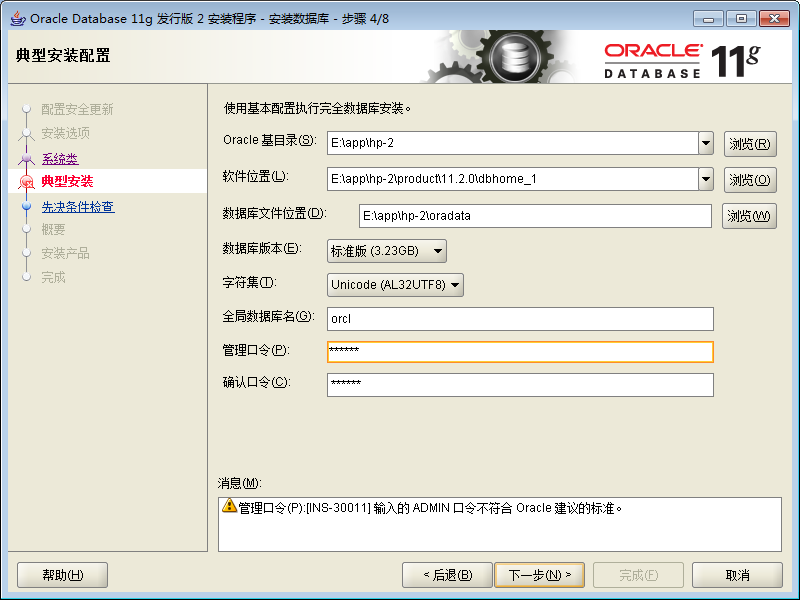 Oracle Database 11g 发行版 2 安装程序 - 安装数据库 - 步骤 4/8
典型安装配置
ORACLE
DATABASE 11g
配置安全更新
安装选项
系统类
典型安装
先决条件检查
概要
安装产品
完成
使用基本配置执行完全数据库安装。
Oracle 基目录(S): E:\app\hp-2 浏览(R)
软件位置(L): E:\app\hp-2\product\11.2.0\dbhome_1 浏览(O)
数据库文件位置(D): E:\app\hp-2\oradata 浏览(W)
数据库版本(E): 标准版 (3.23GB)
字符集(T): Unicode (AL32UTF8)
全局数据库名(G): orcl
管理口令(P): ******
确认口令(C): ******
消息(M):
管理口令(P):[INS-30011] 输入的 ADMIN 口令不符合 Oracle 建议的标准。
帮助(H) < 后退(B) 下一步(N) > 完成(F) 取消